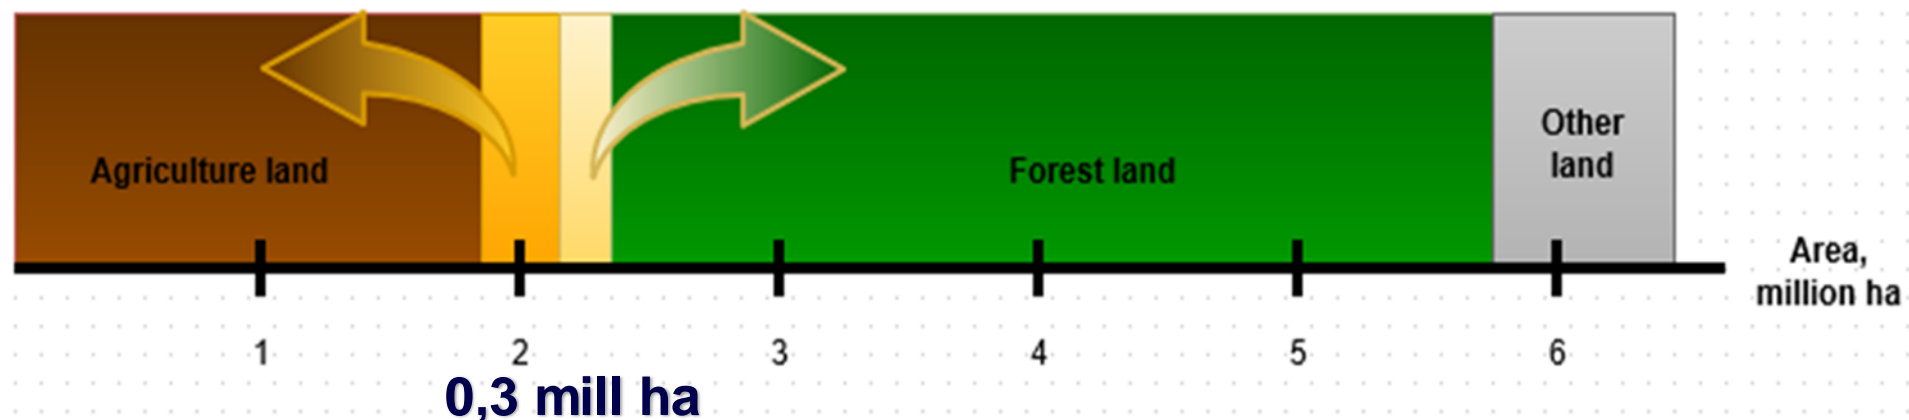 Agriculture land
Forest land
Other
land
Area,
million ha
1 2 3 4 5 6
0,3 mill ha